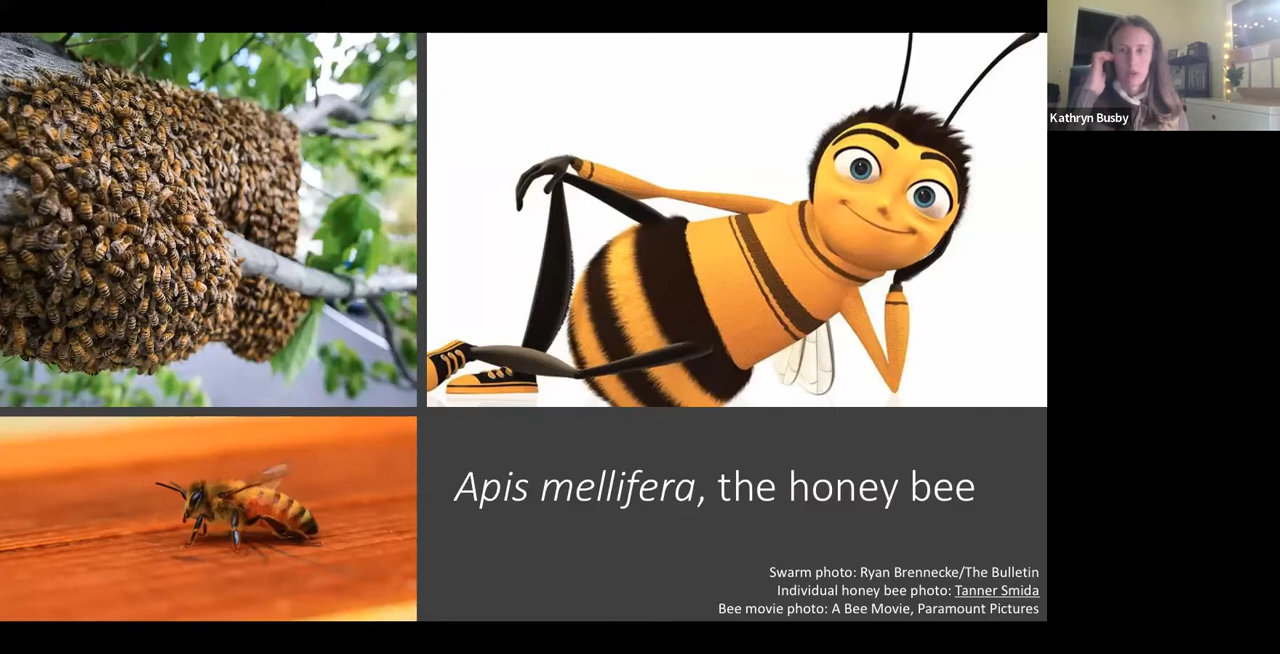 Kathryn Busby
Apis mellifera, the honey bee
Swarm photo: Ryan Brennecke/The Bulletin
Individual honey bee photo: Tanner Smida
Bee movie photo: A Bee Movie, Paramount Pictures